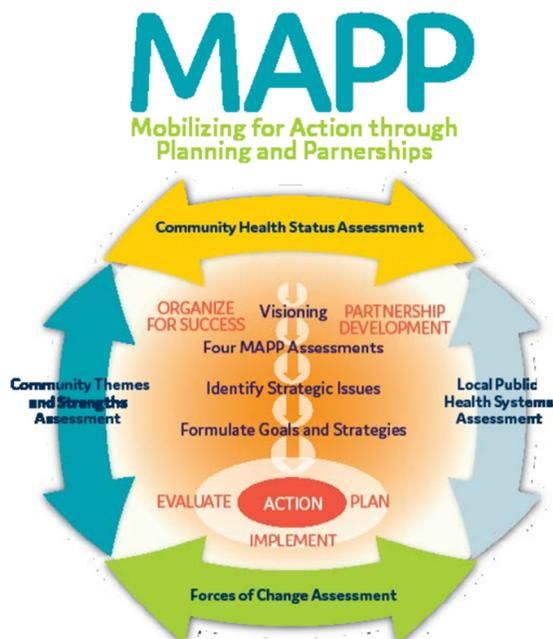 MAPP
Mobilizing for Action through
Planning and Parnerships
Community Health Status Assessment
ORGANIZE
FOR SUCCESS
Visioning
PARTNERSHIP
DEVELOPMENT
Four MAPP Assessments
Community Themes
and Strengths
Assessment
Identify Strategic Issues
Local Public
Health Systems
Assessment
Formulate Goals and Strategies
EVALUATE
ACTION
PLAN
IMPLEMENT
Forces of Change Assessment